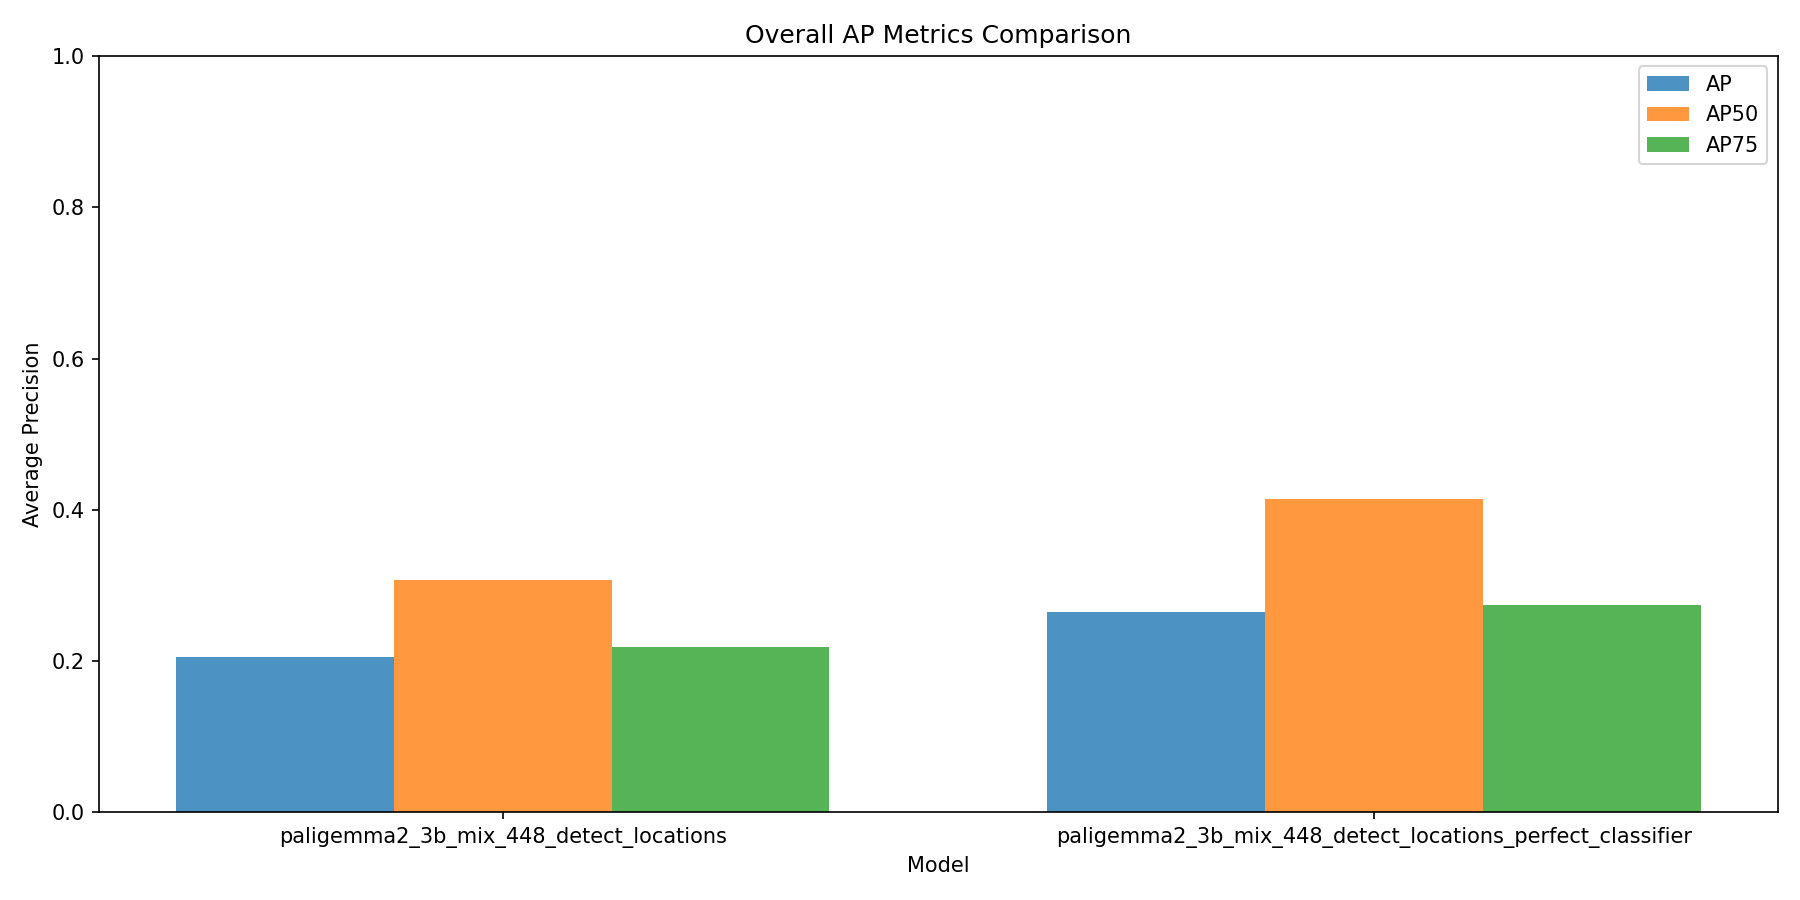 Overall AP Metrics Comparison
1.0
0.8
0.6
0.4
0.2
0.0
Average Precision
AP
AP50
AP75
paligemma2_3b_mix_448_detect_locations
paligemma2_3b_mix_448_detect_locations_perfect_classifier
Model